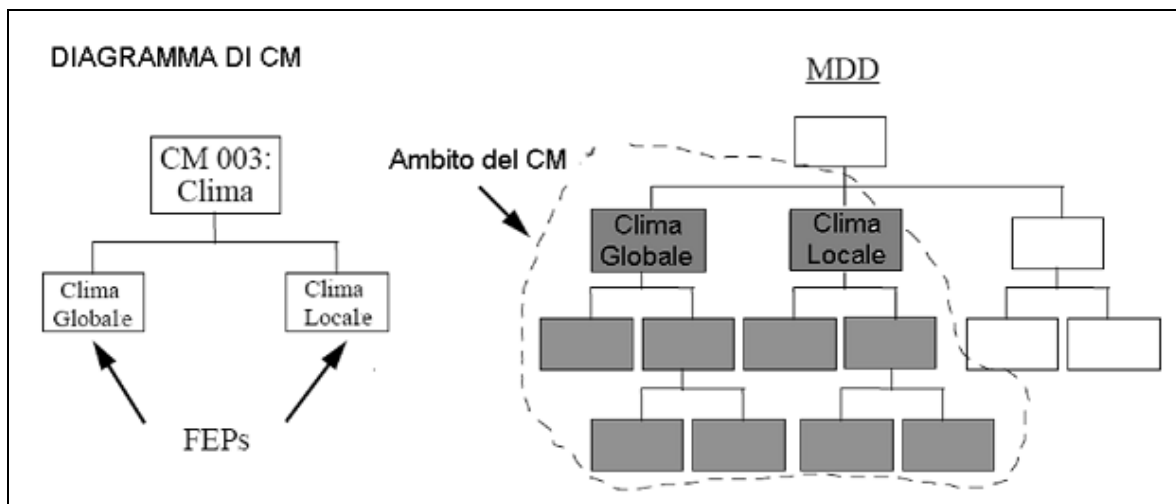 DIAGRAMMA DI CM
MDD
CM 003:
Clima
Ambito del CM
Clima
Globale
Clima
Locale
Clima
Globale
Clima
Locale
FEPs